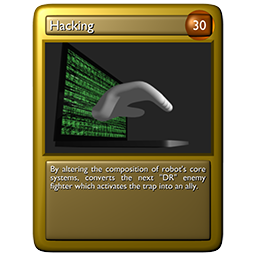 Hacking
30
By altering the composition of robot's core
systems, converts the next "DR" enemy
fighter which activates the trap into an ally.